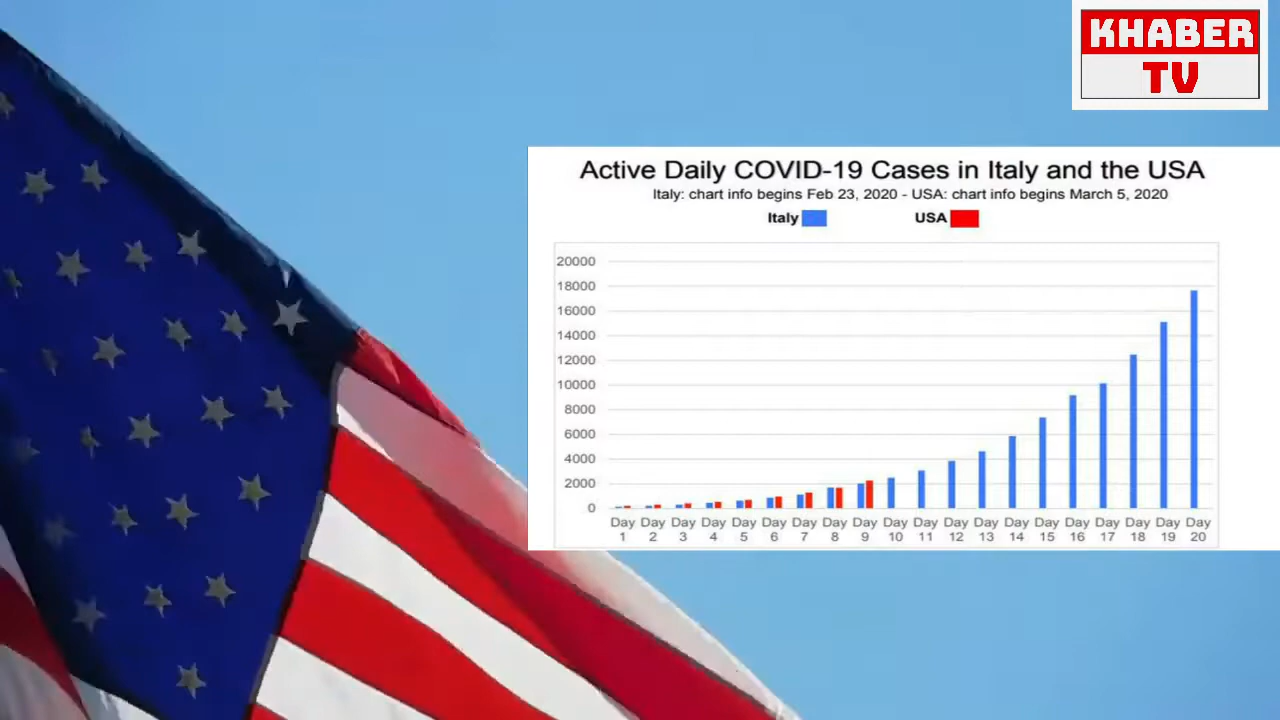 KHABER
TV
Active Daily COVID-19 Cases in Italy and the USA
Italy: chart info begins Feb 23, 2020 - USA: chart info begins March 5, 2020
Italy USA
20000
18000
16000
14000
12000
10000
8000
6000
4000
2000
0
Day Day Day Day Day Day Day Day Day Day Day Day Day Day Day Day Day Day Day Day
1 2 3 4 5 6 7 8 9 10 11 12 13 14 15 16 17 18 19 20